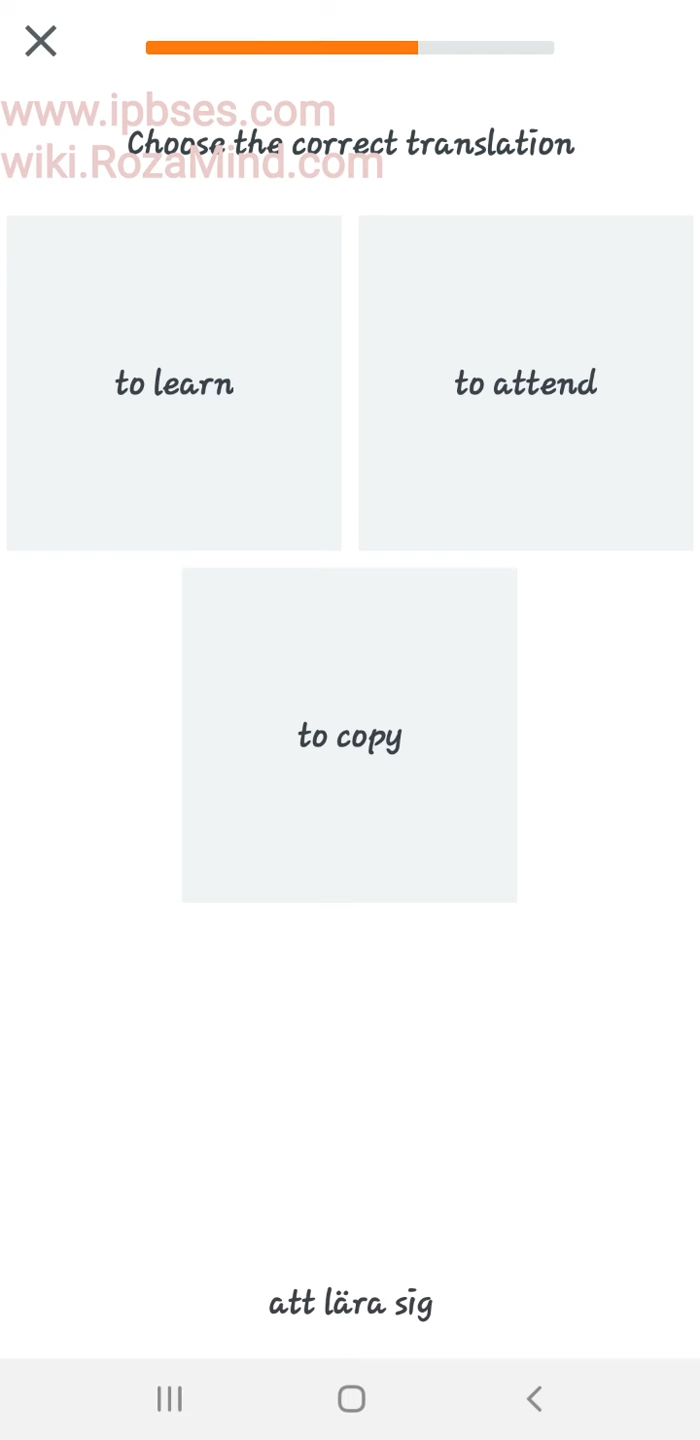 www.ipbses.com
Choose the correct translation
wiki.RozaMind.com
to learn
to attend
to copy
att lära sig